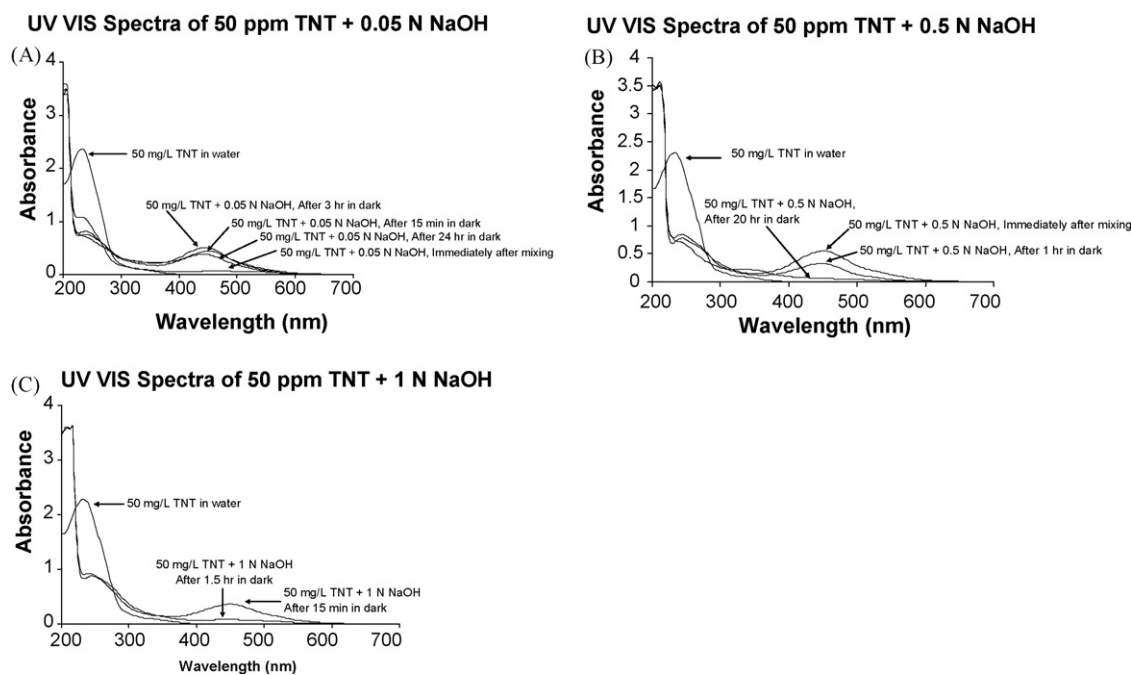 UV VIS Spectra of 50 ppm TNT + 0.05 N NaOH
(A)
4
3
2
1
0
Absorbance
50 mg/L TNT in water
50 mg/L TNT + 0.05 N NaOH, After 3 hr in dark
50 mg/L TNT + 0.05 N NaOH, After 15 min in dark
50 mg/L TNT + 0.05 N NaOH, After 24 hr in dark
50 mg/L TNT + 0.05 N NaOH, Immediately after mixing
200 300 400 500 600 700
Wavelength (nm)
UV VIS Spectra of 50 ppm TNT + 0.5 N NaOH
(B)
4
3.5
3
2.5
2
1.5
1
0.5
0
Absorbance
50 mg/L TNT in water
50 mg/L TNT + 0.5 N NaOH,
After 20 hr in dark
50 mg/L TNT + 0.5 N NaOH, Immediately after mixing
50 mg/L TNT + 0.5 N NaOH, After 1 hr in dark
200 300 400 500 600 700
Wavelength (nm)
(C)
UV VIS Spectra of 50 ppm TNT + 1 N NaOH
4
3
2
1
0
Absorbance
50 mg/L TNT in water
50 mg/L TNT + 1 N NaOH
After 1.5 hr in dark
50 mg/L TNT + 1 N NaOH
After 15 min in dark
200 300 400 500 600 700
Wavelength (nm)